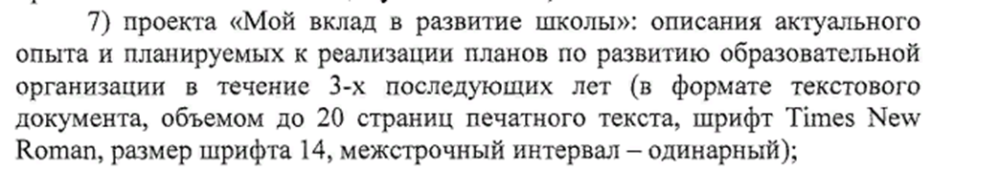 7) проекта «Мой вклад в развитие школы»: описания актуального
опыта и планируемых к реализации планов по развитию образовательной
организации в течение 3-х последующих лет (в формате текстового
документа, объемом до 20 страниц печатного текста, шрифт Times New
Roman, размер шрифта 14, межстрочный интервал – одинарный);